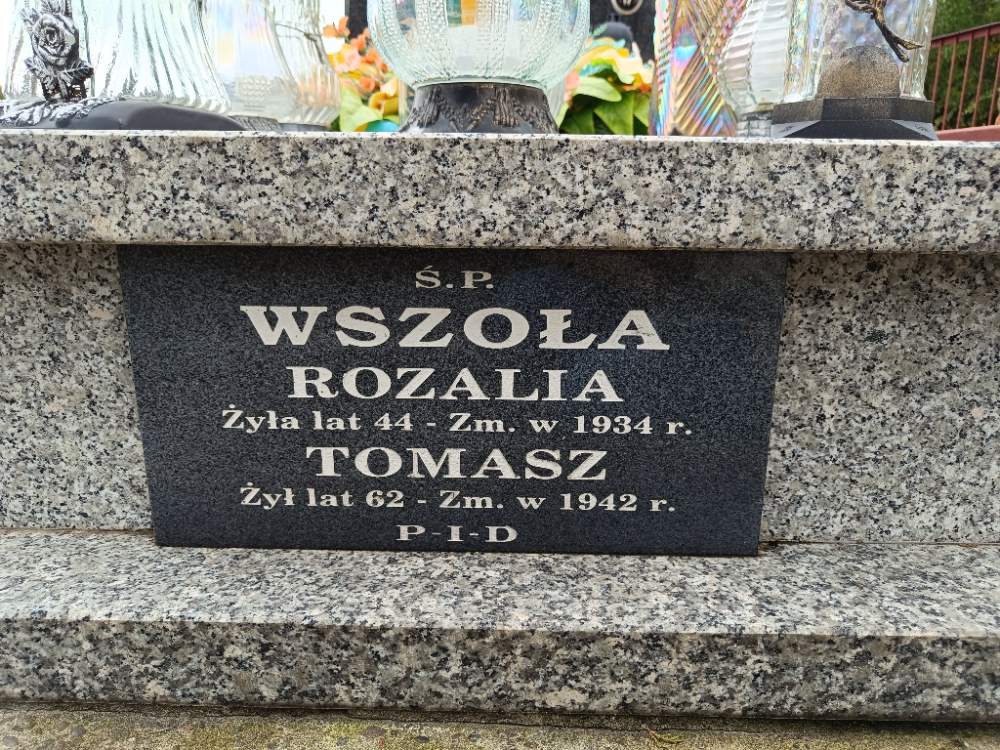 Ś.P.
WSZOŁA
ROZALIA
Żyła lat 44 - Zm. w 1934 r.
TOMASZ
Żył lat 62 - Zm. w 1942 r.
P-I-D